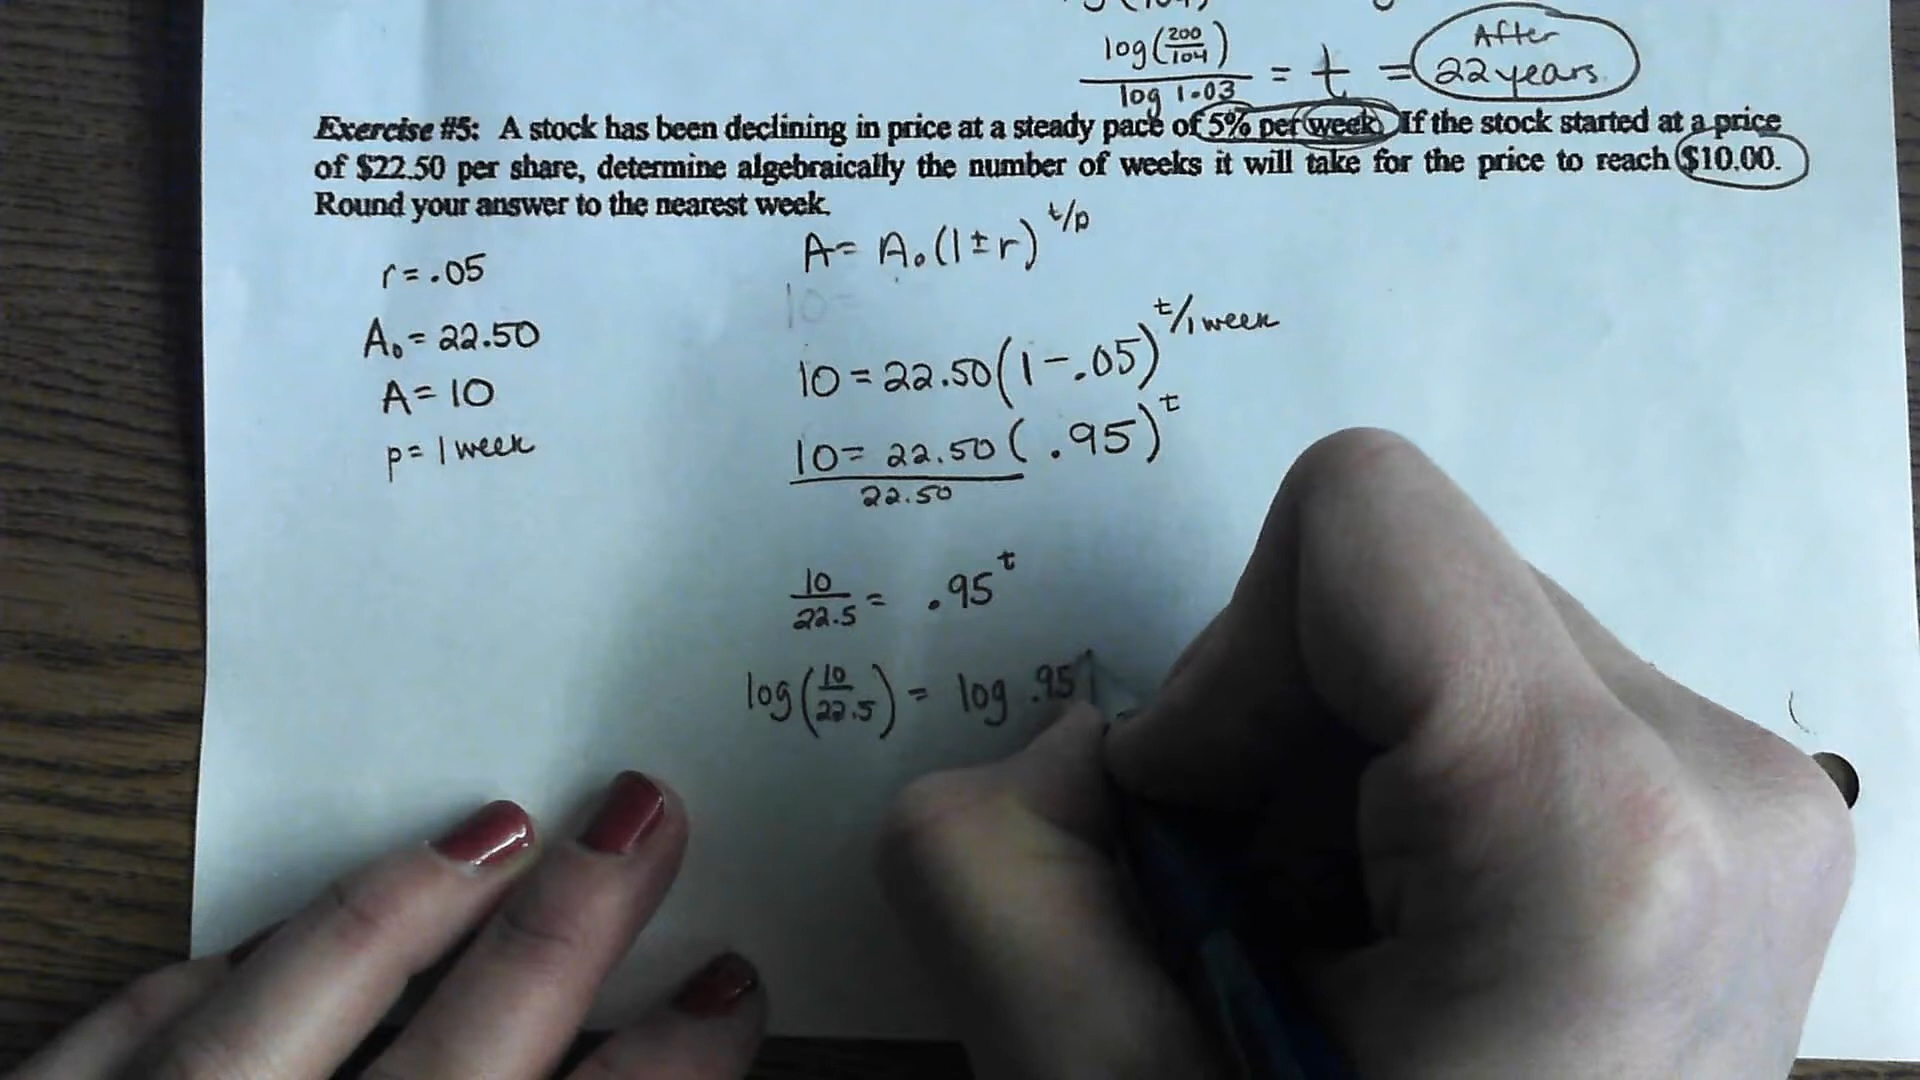 log(200/104)
log 1.03 = t = After 22 years.
Exercise #5: A stock has been declining in price at a steady pace of 5% per week. If the stock started at a price
of $22.50 per share, determine algebraically the number of weeks it will take for the price to reach $10.00.
Round your answer to the nearest week.
A = A₀(1±r)^t/p
r = .05
10=
A₀ = 22.50
10 = 22.50(1-.05)^t/1 week
A = 10
10 = 22.50(.95)^t
p = 1 week
22.50
10/22.5 = .95^t
log(10/22.5) = log .95